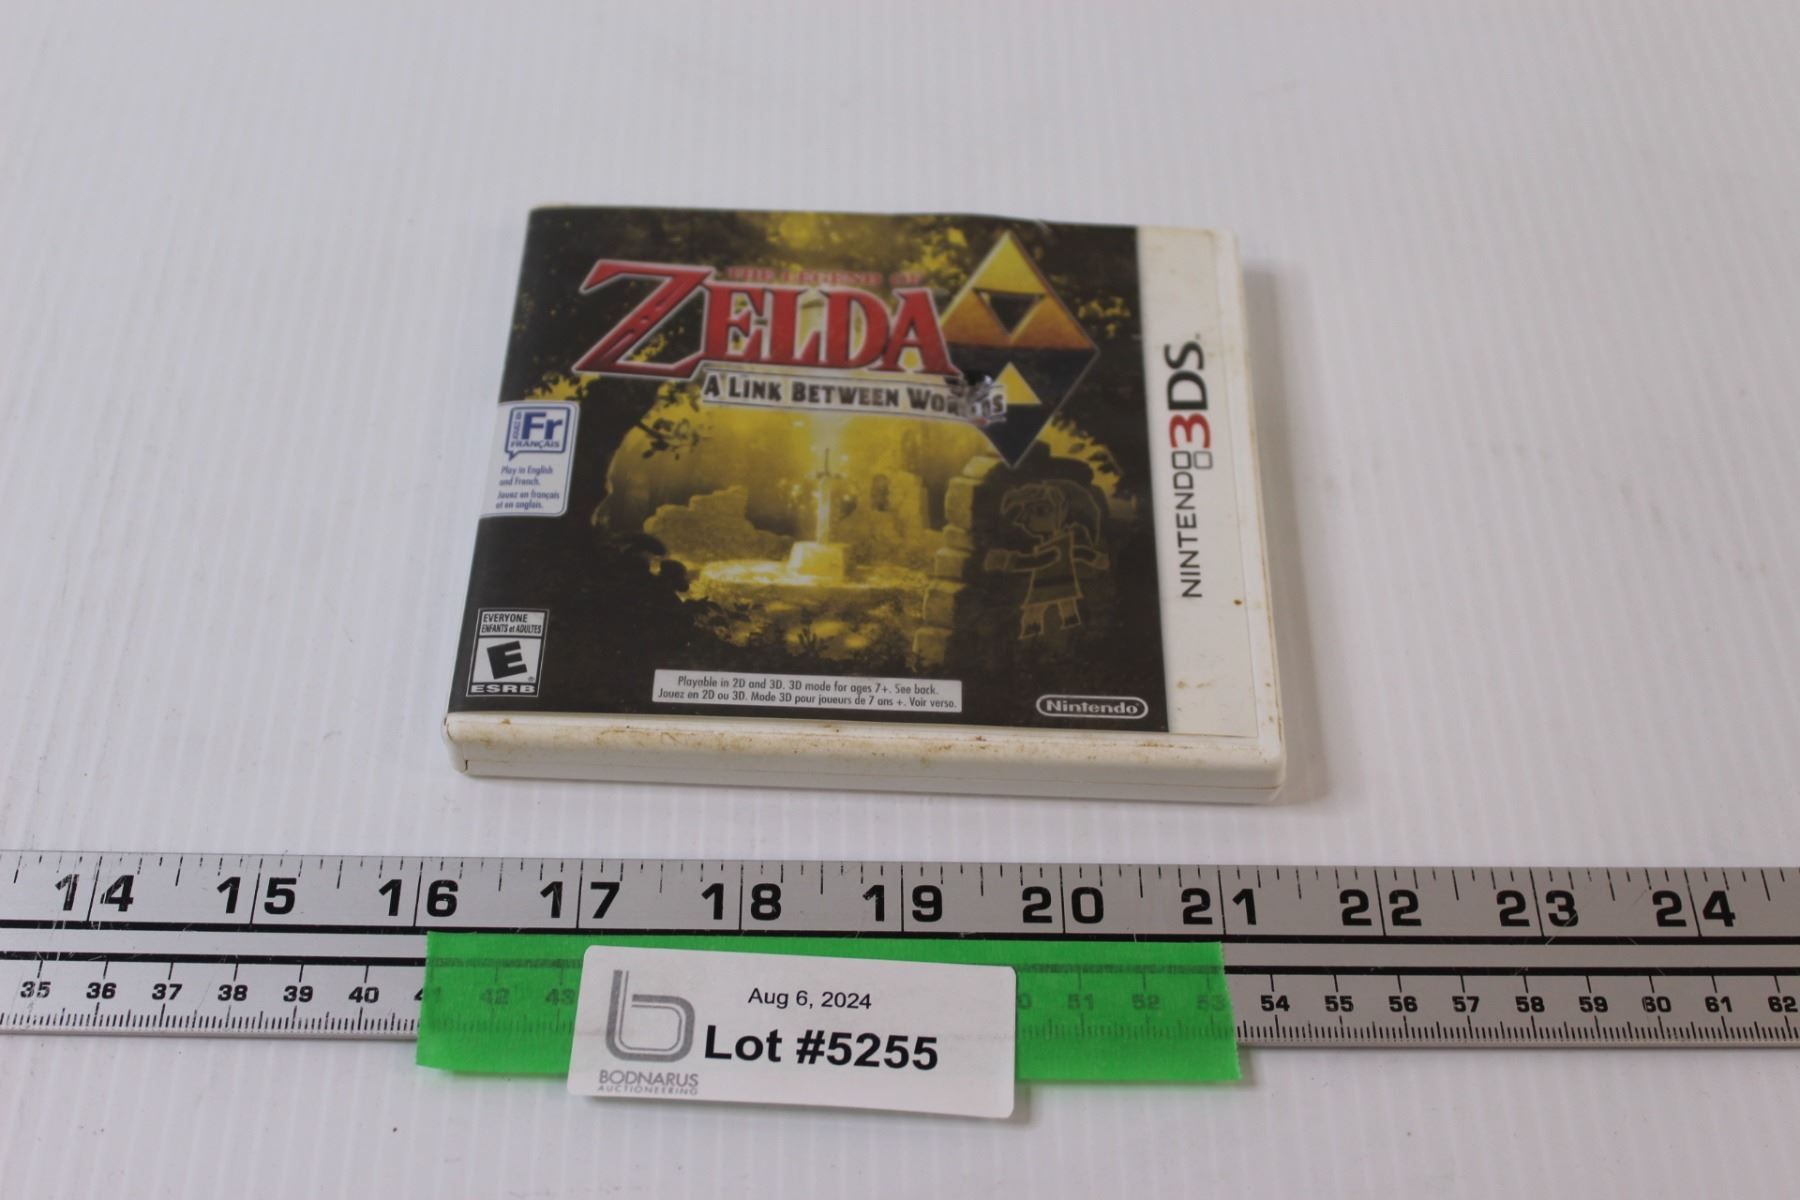 THE LEGEND OF
ZELDA
A LINK BETWEEN WORLDS
Fr
FRANÇAIS
Play in English
and French.
Jouez en français
et en anglais.
NINTENDO3DS
EVERYONE
ENFANTS et ADULTES
E
ESRB
Playable in 2D and 3D. 3D mode for ages 7+. See back.
Jouez en 2D ou 3D. Mode 3D pour joueurs de 7 ans +. Voir verso.
Nintendo
14 15 16 17 18 19 20 21 22 23 24
35 36 37 38 39 40 41 42 43 51 52 53 54 55 56 57 58 59 60 61 62
Aug 6, 2024
Lot #5255
BODNARUS
AUCTIONEERING